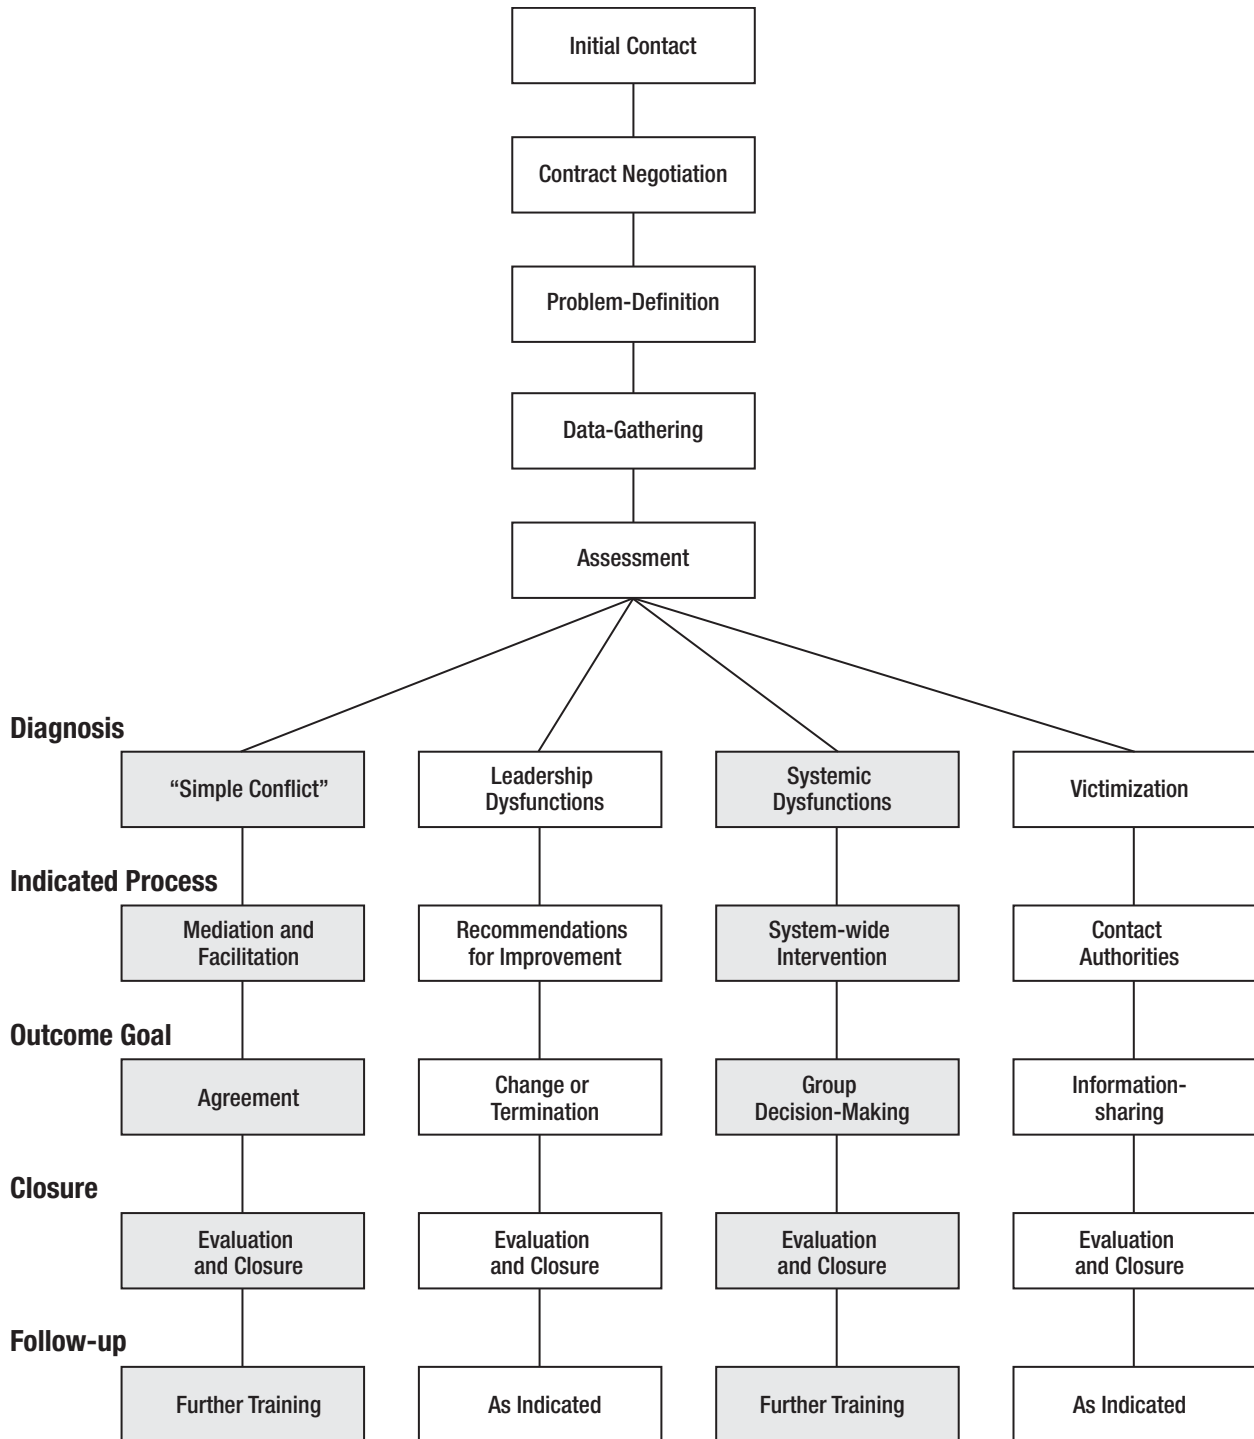 Initial Contact
Contract Negotiation
Problem-Definition
Data-Gathering
Assessment
Diagnosis
“Simple Conflict”
Leadership
Dysfunctions
Systemic
Dysfunctions
Victimization
Indicated Process
Mediation and
Facilitation
Recommendations
for Improvement
System-wide
Intervention
Contact
Authorities
Outcome Goal
Agreement
Change or
Termination
Group
Decision-Making
Information-
sharing
Closure
Evaluation
and Closure
Evaluation
and Closure
Evaluation
and Closure
Evaluation
and Closure
Follow-up
Further Training
As Indicated
Further Training
As Indicated